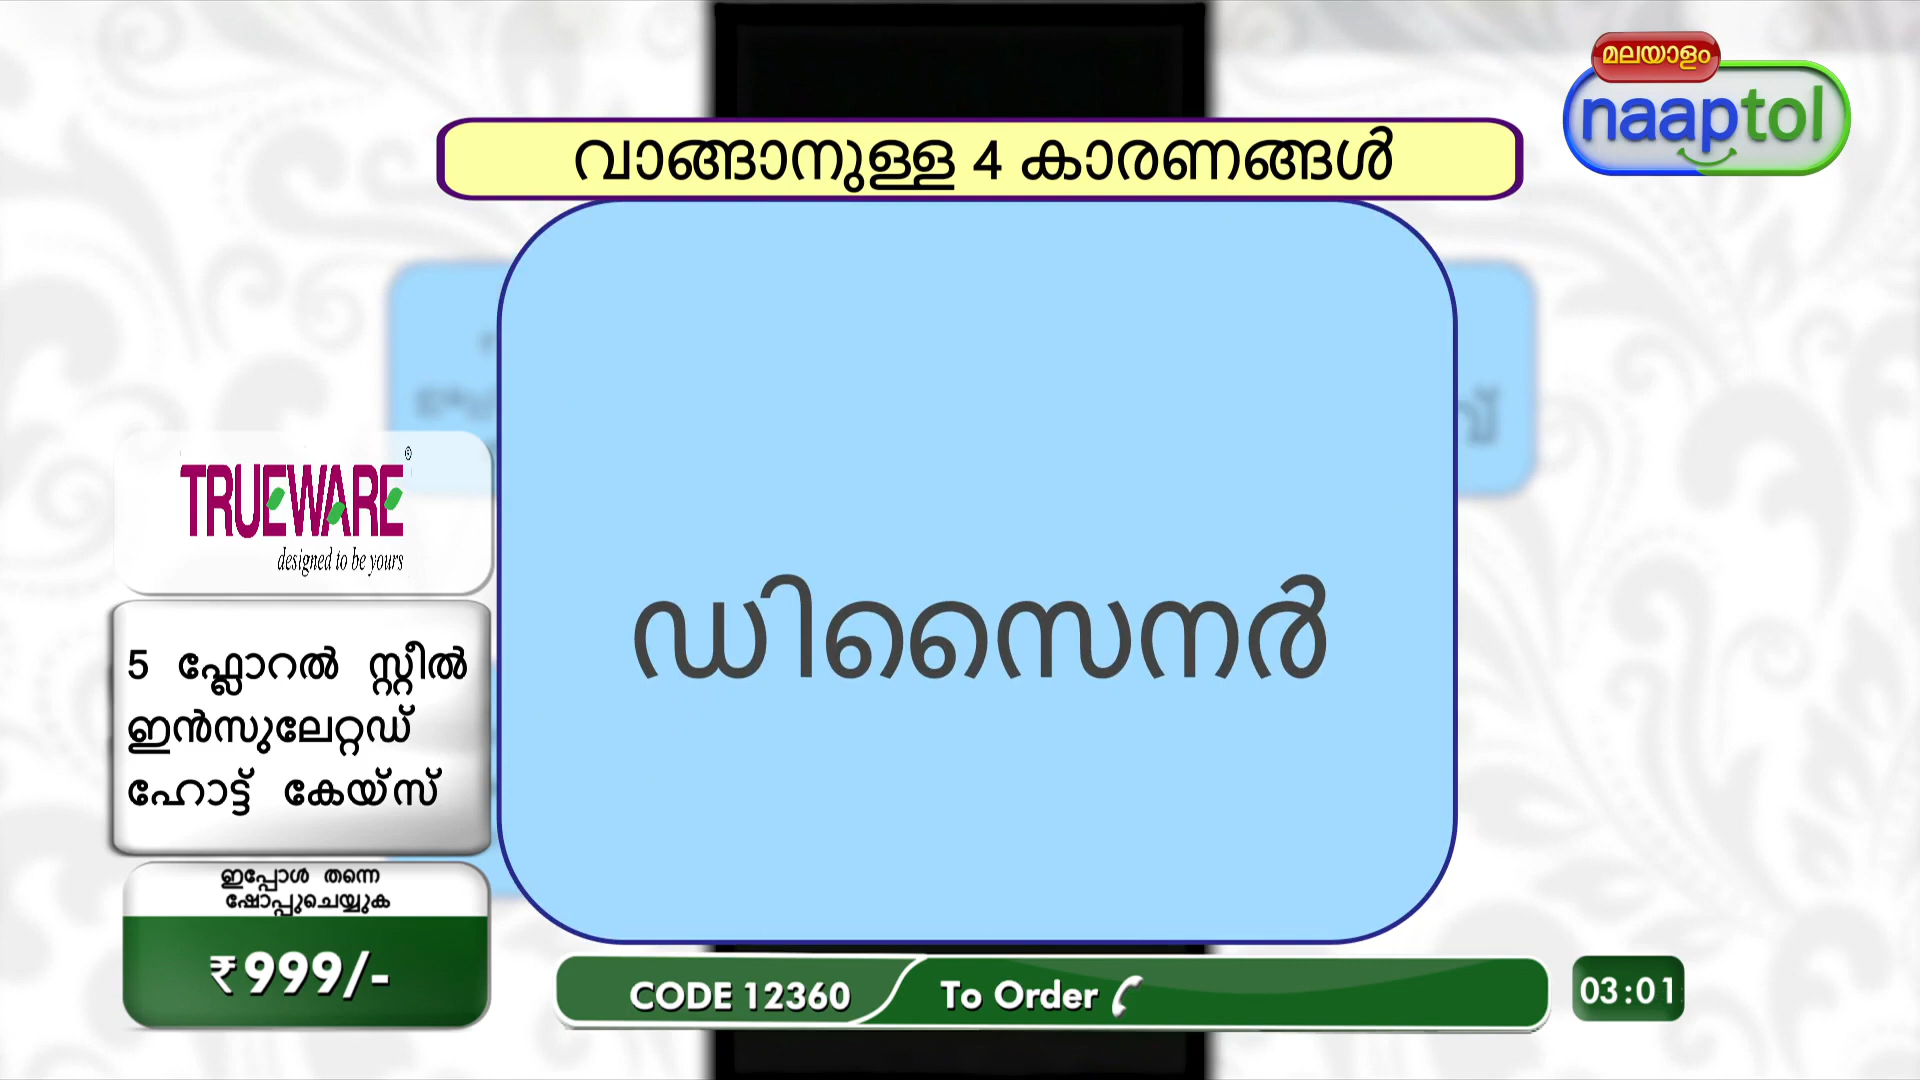 മലയാളം
naaptol
വാങ്ങാനുള്ള 4 കാരണങ്ങൾ
ഡിസൈനർ
TRUEWARE
designed to be yours
5 ഫ്ലോറൽ സ്റ്റീൽ
ഇൻസുലേറ്റഡ്
ഹോട്ട് കേയ്സ്
ഇപ്പോൾ തന്നെ
ഷോപ്പുചെയ്യുക
₹999/-
CODE 12360 To Order
03:01